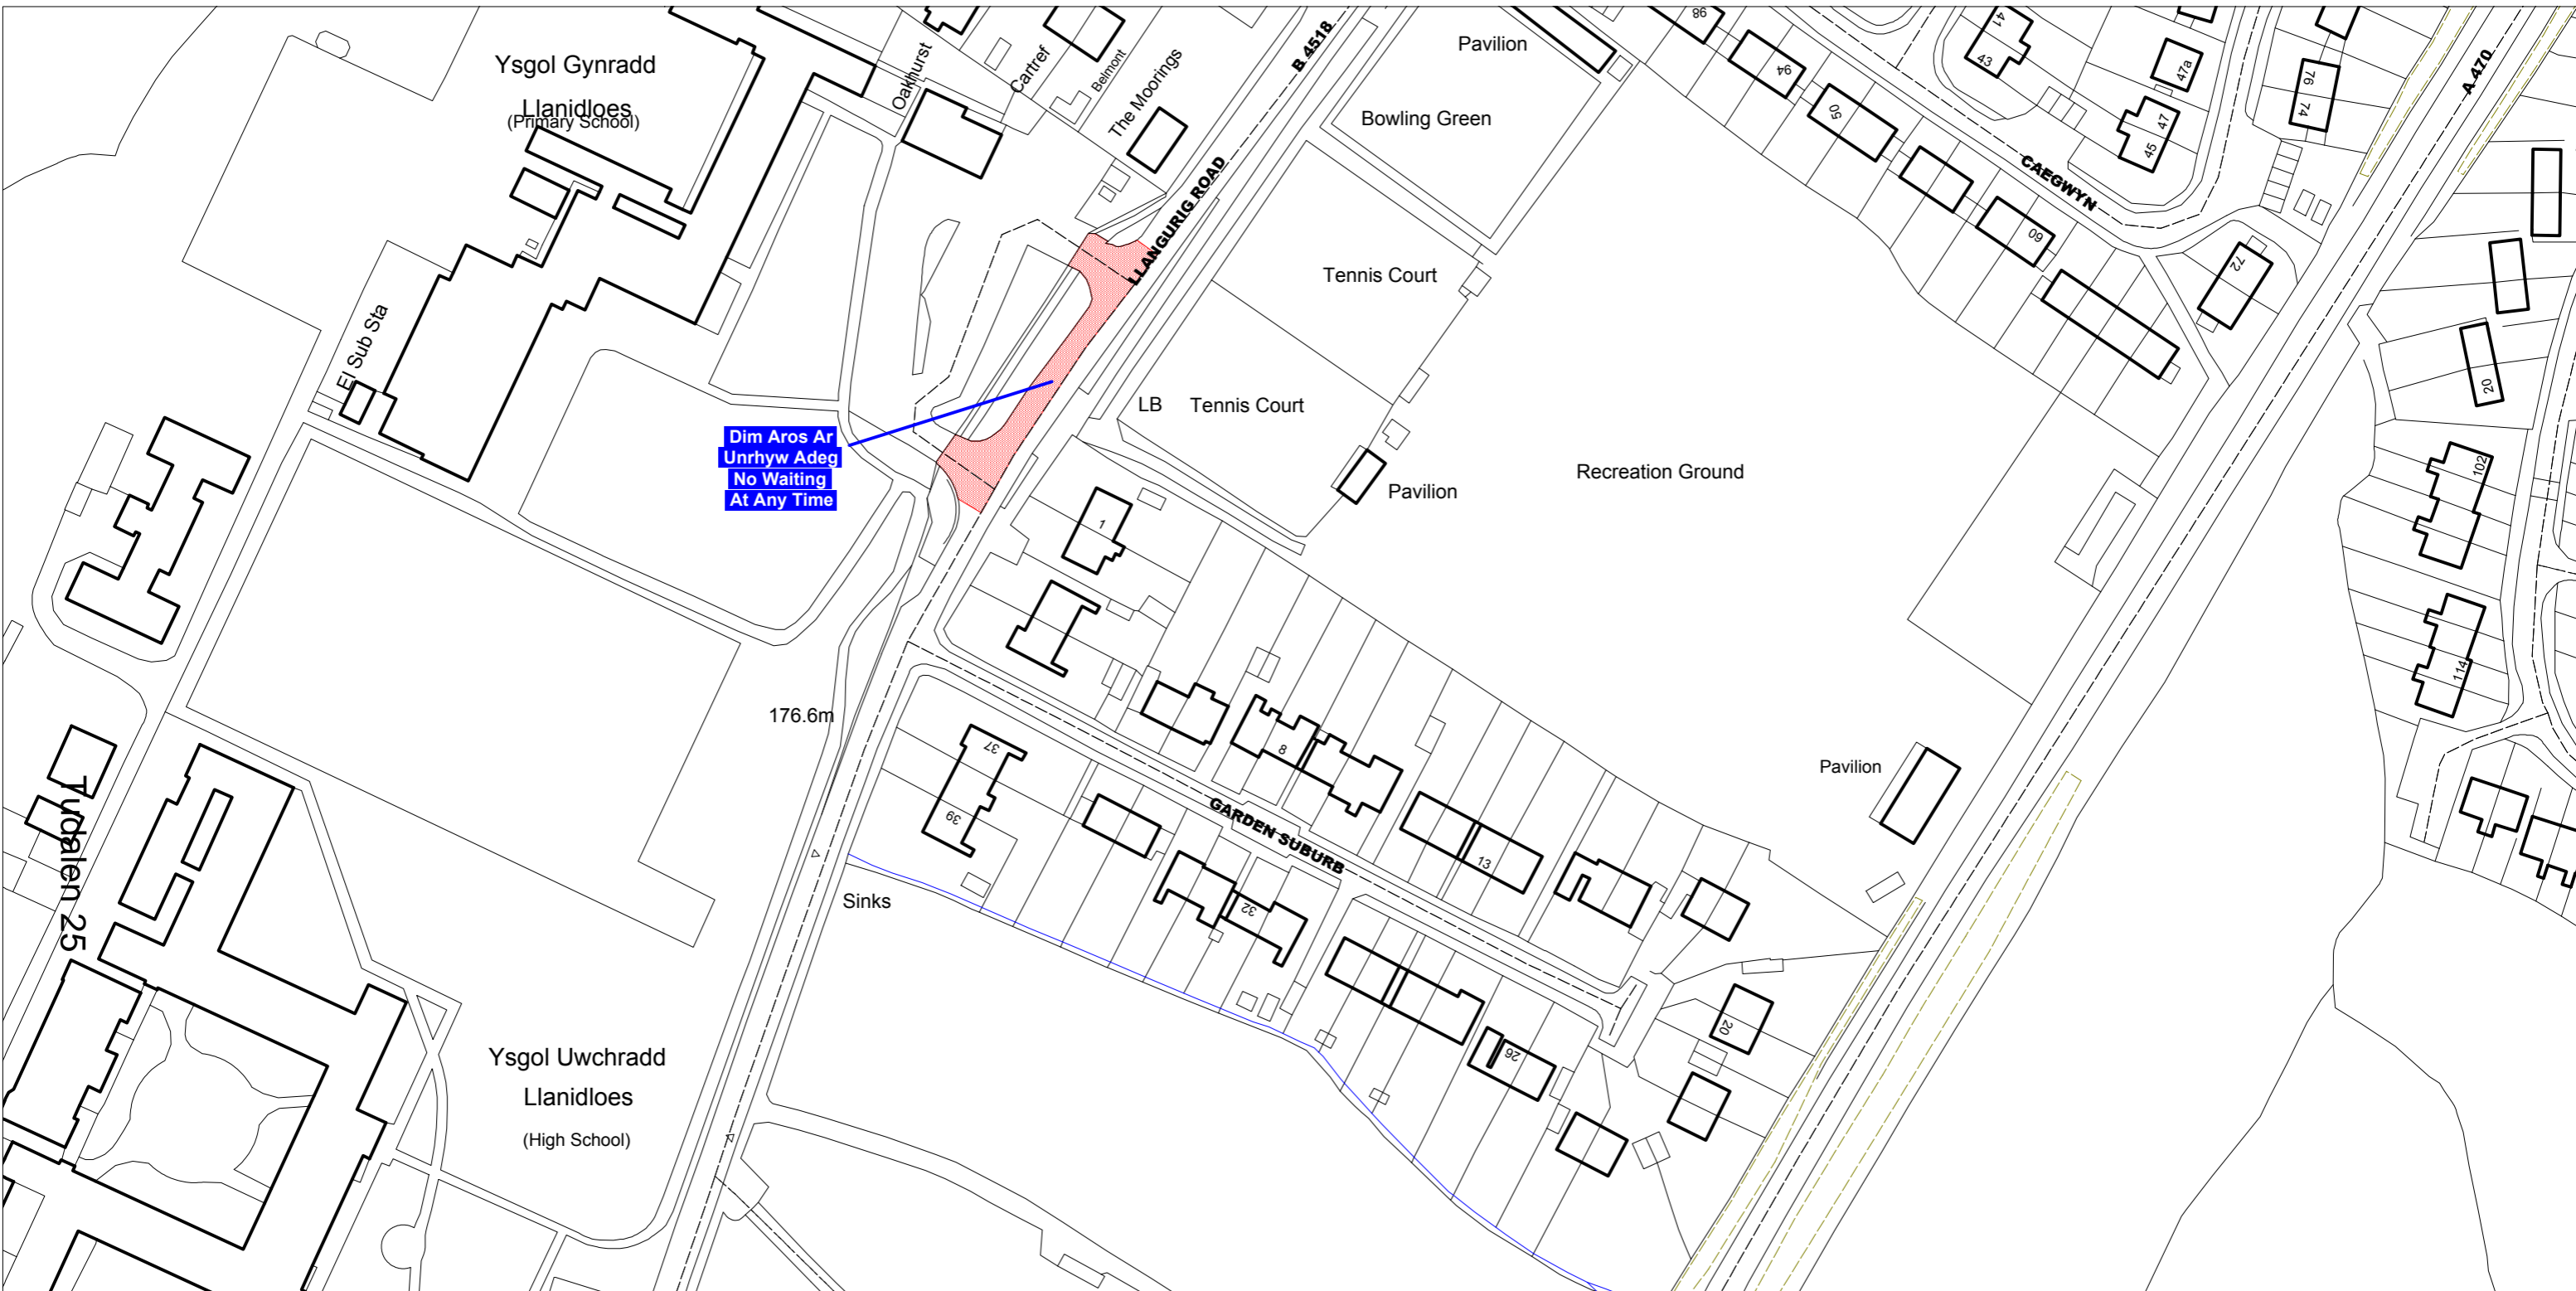 Ysgol Gynradd
Llanidloes
(Primary School)
Oakhurst
Cartref
Belmont
The Moorings
B 4518
LLANGURIG ROAD
Pavilion
Bowling Green
Tennis Court
LB
Tennis Court
Pavilion
Recreation Ground
98
94
50
60
CAEGWYN
41
43
47a
47
45
76
74
72
A 470
20
102
114
El Sub Sta
Dim Aros Ar
Unrhyw Adeg
No Waiting
At Any Time
1
8
13
GARDEN SUBURB
37
39
32
26
20
Pavilion
176.6m
Sinks
Tudalen 25
Ysgol Uwchradd
Llanidloes
(High School)